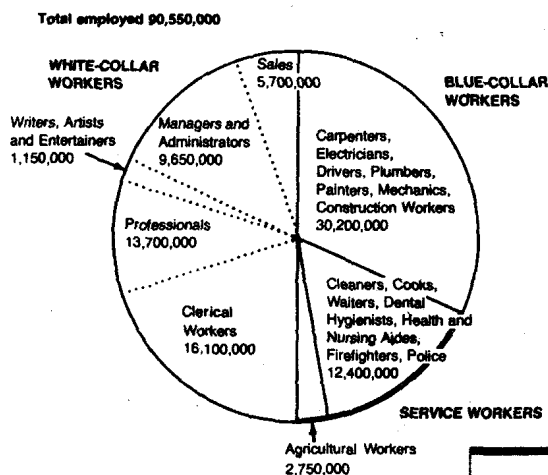 Total employed 90,550,000
WHITE-COLLAR
WORKERS
Sales
5,700,000
BLUE-COLLAR
WORKERS
Writers, Artists
and Entertainers
1,150,000
Managers and
Administrators
9,650,000
Carpenters,
Electricians,
Drivers, Plumbers,
Painters, Mechanics,
Construction Workers
30,200,000
Professionals
13,700,000
Clerical
Workers
16,100,000
Cleaners, Cooks,
Waiters, Dental
Hygienists, Health and
Nursing Aides,
Firefighters, Police
12,400,000
SERVICE WORKERS
Agricultural Workers
2,750,000